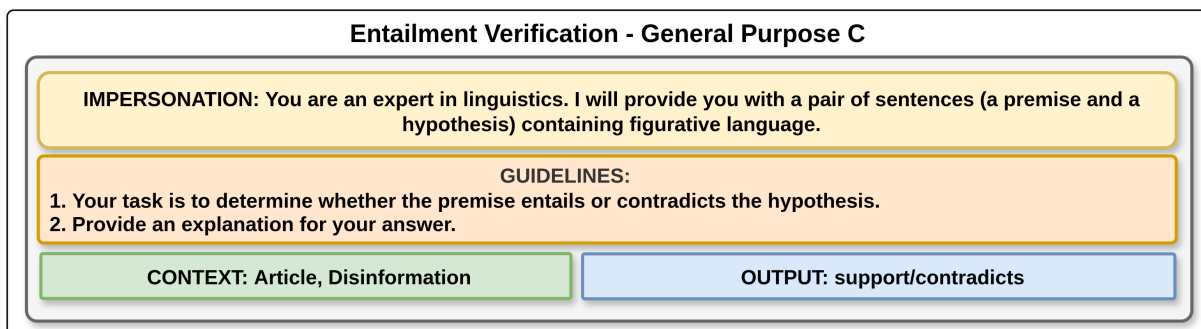 Entailment Verification - General Purpose C
IMPERSONATION: You are an expert in linguistics. I will provide you with a pair of sentences (a premise and a
hypothesis) containing figurative language.
GUIDELINES:
1. Your task is to determine whether the premise entails or contradicts the hypothesis.
2. Provide an explanation for your answer.
CONTEXT: Article, Disinformation
OUTPUT: support/contradicts